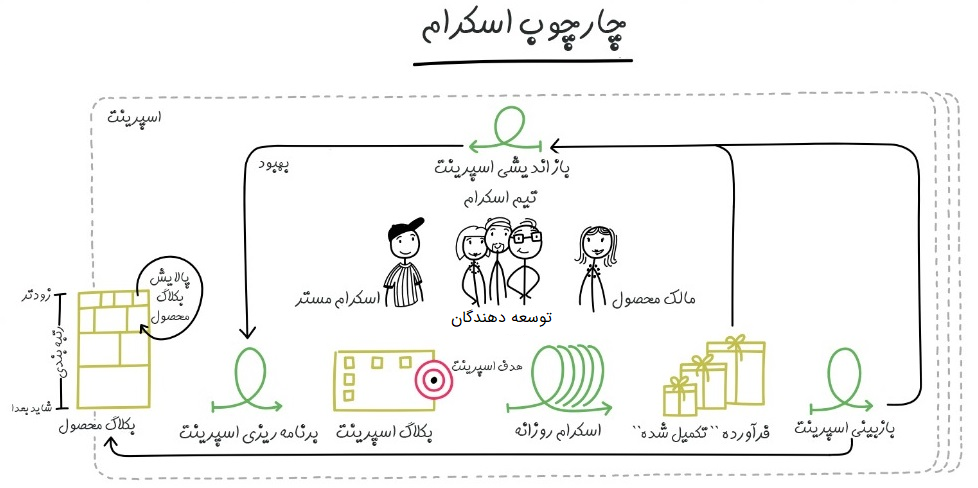 چارچوب اسکرام
اسپرینت
بهبود
بازاندیشی اسپرینت
تیم اسکرام
اسکرام مستر
توسعه دهندگان
مالک محصول
پالایش
بکلاگ
محصول
زودتر
رتبه بندی
شاید بعدا
بکلاگ محصول
برنامه ریزی اسپرینت
بکلاگ اسپرینت
هدف اسپرینت
اسکرام روزانه
فرآورده "تکمیل شده"
بازبینی اسپرینت